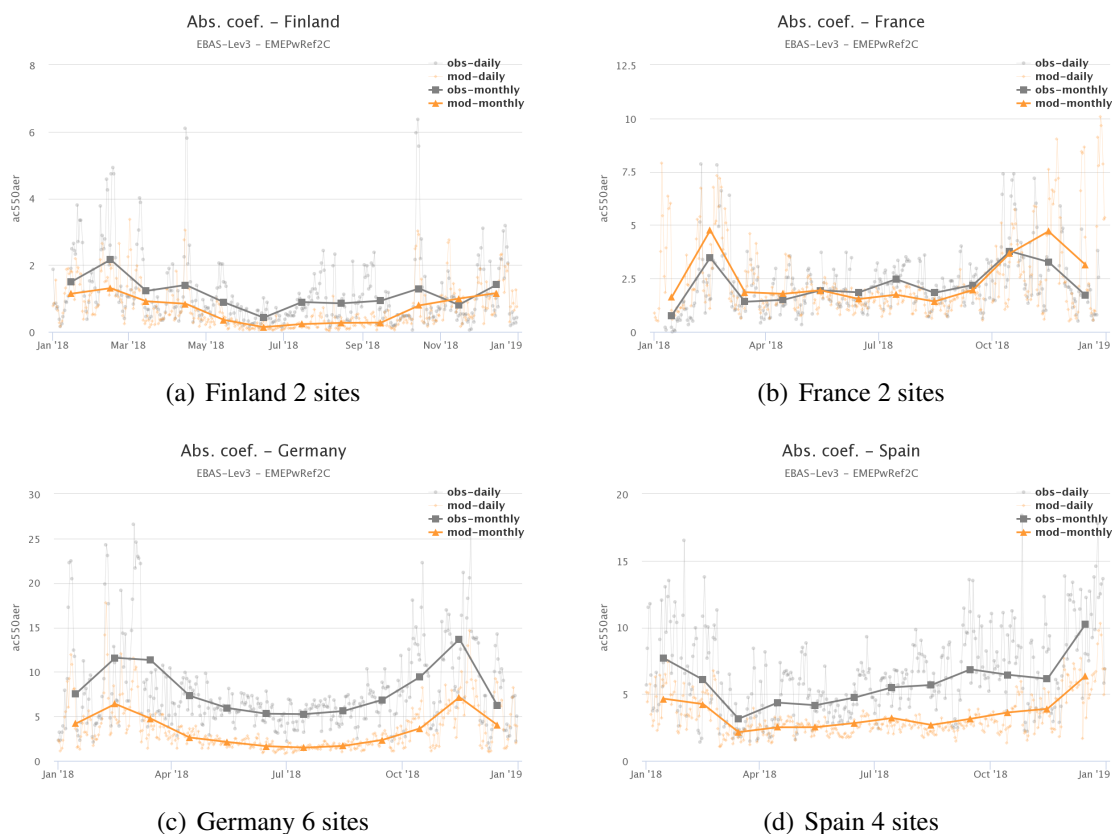 Abs. coef. – Finland
EBAS-Lev3 – EMEPwRef2C
obs-daily
mod-daily
obs-monthly
mod-monthly
ac550aer
8
6
4
2
0
Jan '18
Mar '18
May '18
Jul '18
Sep '18
Nov '18
Jan '19
(a) Finland 2 sites
Abs. coef. – France
EBAS-Lev3 – EMEPwRef2C
obs-daily
mod-daily
obs-monthly
mod-monthly
ac550aer
12.5
10
7.5
5
2.5
0
Jan '18
Apr '18
Jul '18
Oct '18
Jan '19
(b) France 2 sites
Abs. coef. – Germany
EBAS-Lev3 – EMEPwRef2C
obs-daily
mod-daily
obs-monthly
mod-monthly
ac550aer
30
25
20
15
10
5
0
Jan '18
Apr '18
Jul '18
Oct '18
Jan '19
(c) Germany 6 sites
Abs. coef. – Spain
EBAS-Lev3 – EMEPwRef2C
obs-daily
mod-daily
obs-monthly
mod-monthly
ac550aer
20
15
10
5
0
Jan '18
Apr '18
Jul '18
Oct '18
Jan '19
(d) Spain 4 sites